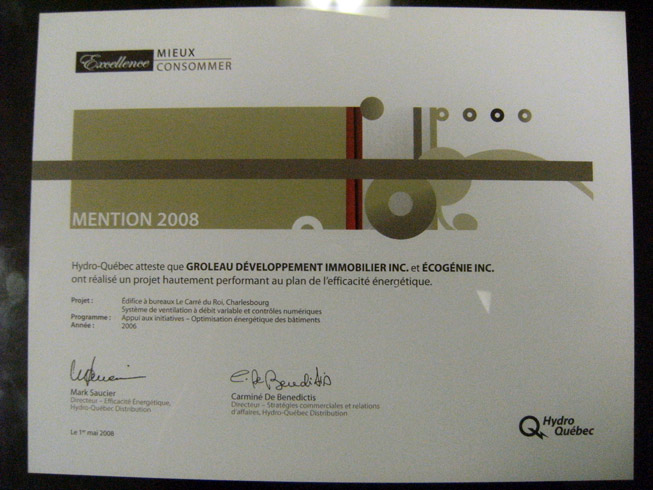 Excellence
MIEUX
CONSOMMER
MENTION 2008
Hydro-Québec atteste que GROLEAU DÉVELOPPEMENT IMMOBILIER INC. et ÉCOGÉNIE INC.
ont réalisé un projet hautement performant au plan de l'efficacité énergétique.
Projet : Édifice à bureaux Le Carré du Roi, Charlesbourg
Système de ventilation à débit variable et contrôles numériques
Programme : Appui aux initiatives – Optimisation énergétique des bâtiments
Année : 2006
C. De Benedictis
Mark Saucier
Directeur – Efficacité Énergétique,
Hydro-Québec Distribution
Carminé De Benedictis
Directeur – Stratégies commerciales et relations
d'affaires, Hydro-Québec Distribution
Le 1er mai 2008
Hydro
Québec